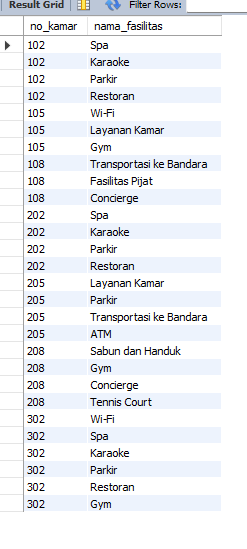 Result Grid Filter Rows:
no_kamar nama_fasilitas
102 Spa
102 Karaoke
102 Parkir
102 Restoran
105 Wi-Fi
105 Layanan Kamar
105 Gym
108 Transportasi ke Bandara
108 Fasilitas Pijat
108 Concierge
202 Spa
202 Karaoke
202 Parkir
202 Restoran
205 Layanan Kamar
205 Parkir
205 Transportasi ke Bandara
205 ATM
208 Sabun dan Handuk
208 Gym
208 Concierge
208 Tennis Court
302 Wi-Fi
302 Spa
302 Karaoke
302 Parkir
302 Restoran
302 Gym